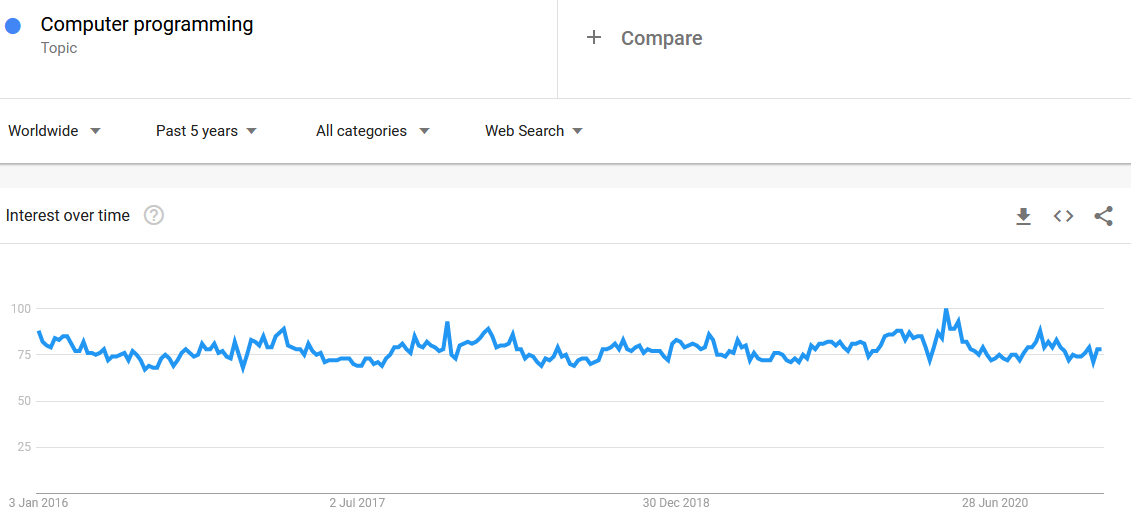 Computer programming
Topic
+ Compare
Worldwide
Past 5 years
All categories
Web Search
Interest over time ?
100
75
50
25
3 Jan 2016
2 Jul 2017
30 Dec 2018
28 Jun 2020